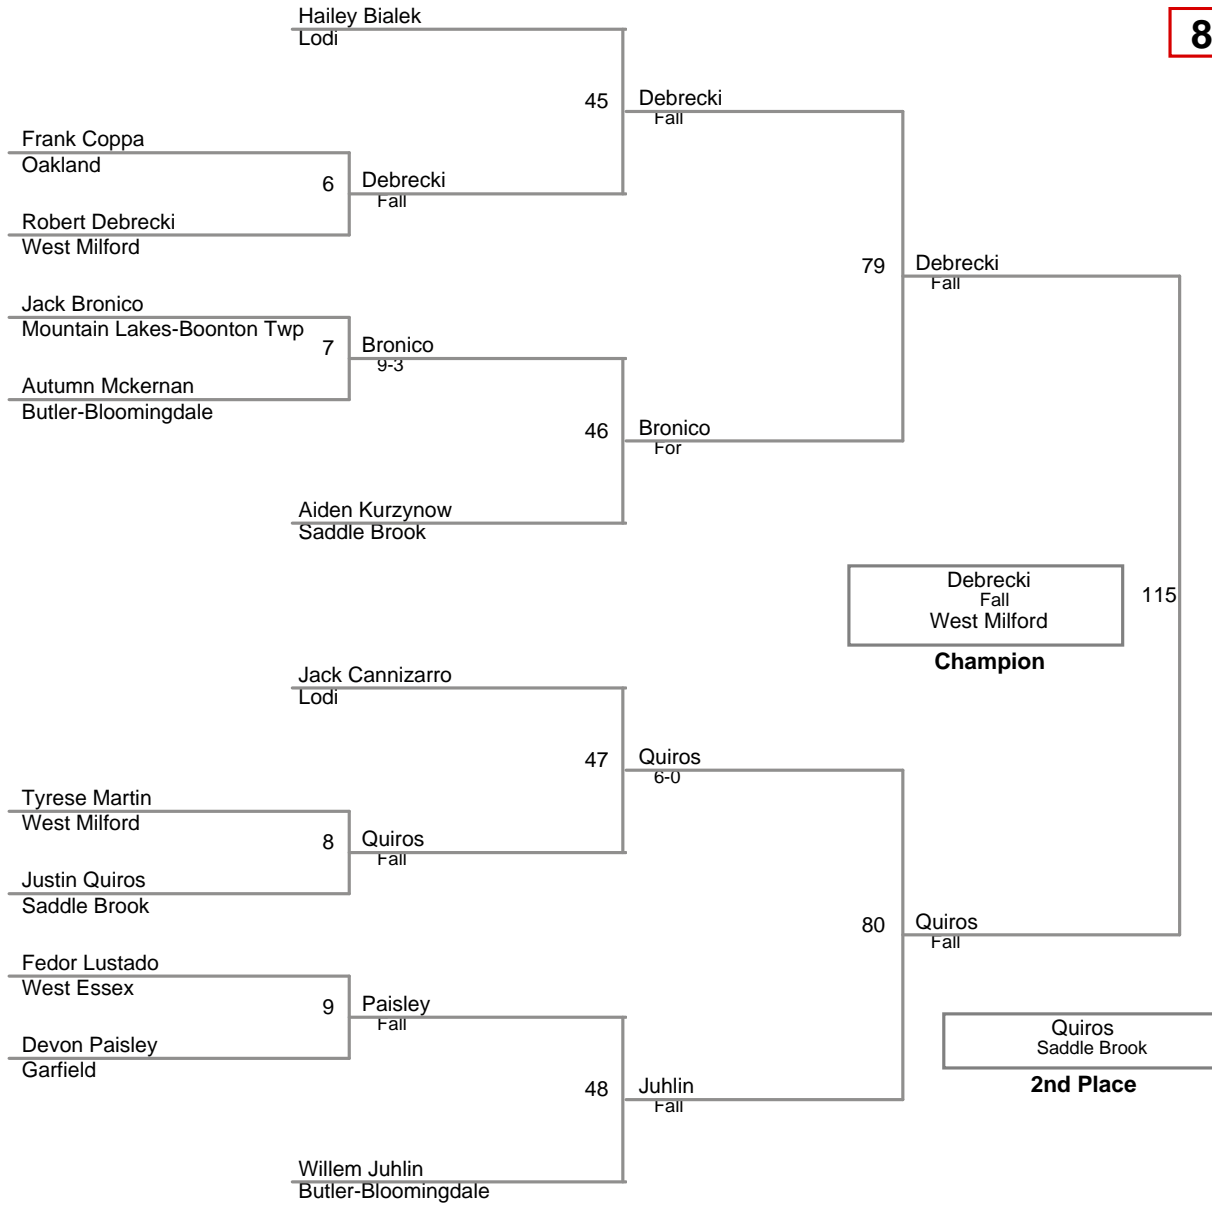 Hailey Bialek
Lodi
8
45
Debrecki
Fall
Frank Coppa
Oakland
6
Debrecki
Fall
Robert Debrecki
West Milford
79
Debrecki
Fall
Jack Bronico
Mountain Lakes-Boonton Twp
7
Bronico
9-3
Autumn Mckernan
Butler-Bloomingdale
46
Bronico
For
Aiden Kurzynow
Saddle Brook
Debrecki
Fall
West Milford
115
Champion
Jack Cannizarro
Lodi
47
Quiros
6-0
Tyrese Martin
West Milford
8
Quiros
Fall
Justin Quiros
Saddle Brook
80
Quiros
Fall
Fedor Lustado
West Essex
9
Paisley
Fall
Devon Paisley
Garfield
Quiros
Saddle Brook
2nd Place
48
Juhlin
Fall
Willem Juhlin
Butler-Bloomingdale